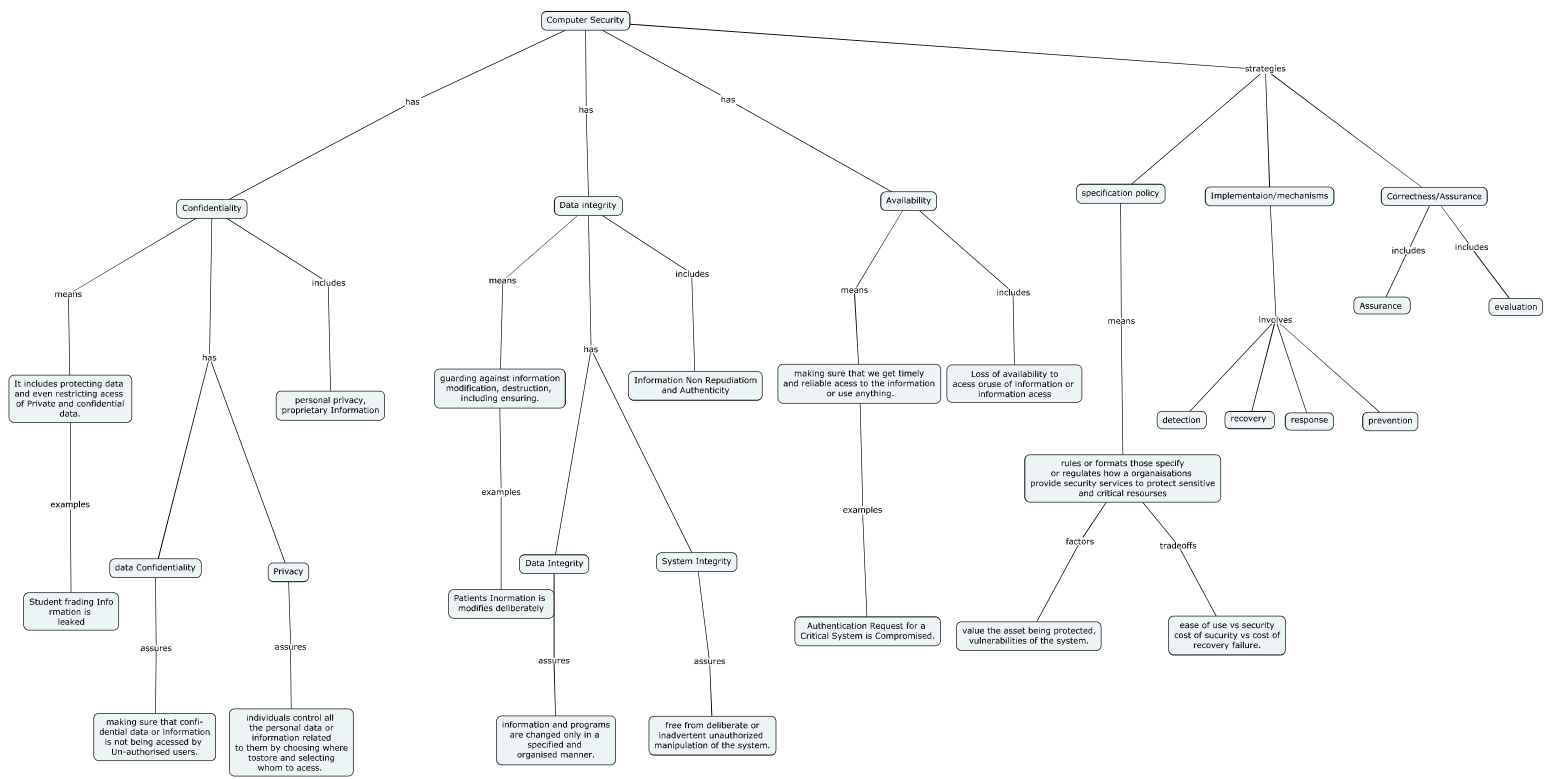 Computer Security
strategies
has
has
has
specification policy
Implementaion/mechanisms
Correctness/Assurance
Confidentiality
Data integrity
Availability
includes
includes
means
includes
means
includes
means
includes
Assurance
evaluation
means
involves
has
has
It includes protecting data
and even restricting acess
of Private and confidential
data.
personal privacy,
proprietary Information
guarding against information
modification, destruction,
including ensuring.
Information Non Repudiatiom
and Authenticity
making sure that we get timely
and reliable acess to the information
or use anything.
Loss of availability to
acess oruse of information or
information acess
detection
recovery
response
prevention
rules or formats those specify
or regulates how a organaisations
provide security services to protect sensitive
and critical resourses
examples
examples
examples
factors
tradeoffs
data Confidentiality
Privacy
Data Integrity
System Integrity
Student frading Info
rmation is
leaked
Patients Inormation is
modifies deliberately
Authentication Request for a
Critical System is Compromised.
value the asset being protected,
vulnerabilities of the system.
ease of use vs security
cost of sucurity vs cost of
recovery failure.
assures
assures
assures
assures
making sure that confi-
dential data or information
is not being acessed by
Un-authorised users.
individuals control all
the personal data or
information related
to them by choosing where
tostore and selecting
whom to acess.
information and programs
are changed only in a
specified and
organised manner.
free from deliberate or
inadvertent unauthorized
manipulation of the system.